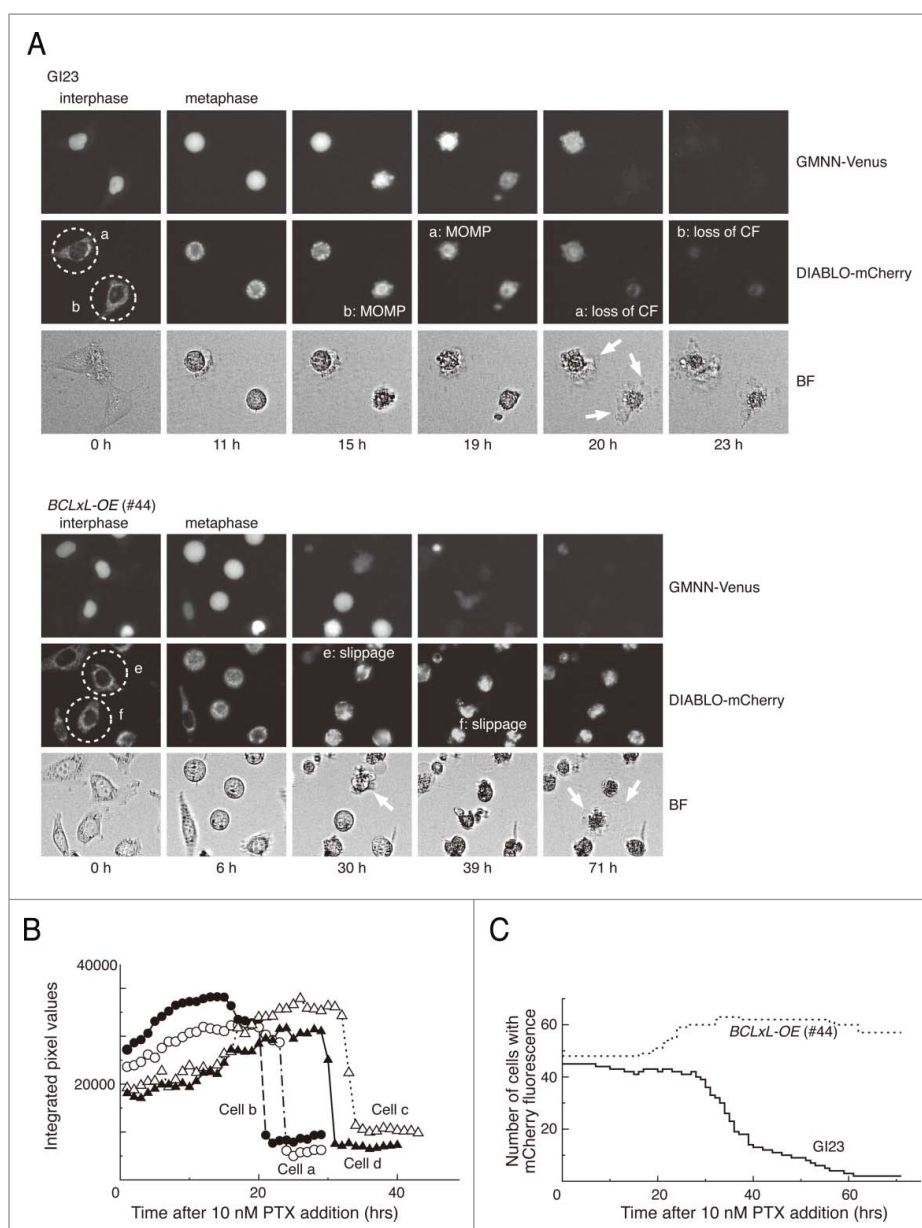 A
GI23
interphase metaphase
GMNN-Venus
a
b
b: MOMP
a: MOMP
a: loss of CF
b: loss of CF
DIABLO-mCherry
BF
0 h 11 h 15 h 19 h 20 h 23 h
BCLxL-OE (#44)
interphase metaphase
GMNN-Venus
e
f
e: slippage
f: slippage
DIABLO-mCherry
BF
0 h 6 h 30 h 39 h 71 h
B
40000
20000
Integrated pixel values
Cell b
Cell a
Cell c
Cell d
0 20 40
Time after 10 nM PTX addition (hrs)
C
60
40
20
Number of cells with
mCherry fluorescence
BCLxL-OE (#44)
GI23
0 20 40 60
Time after 10 nM PTX addition (hrs)